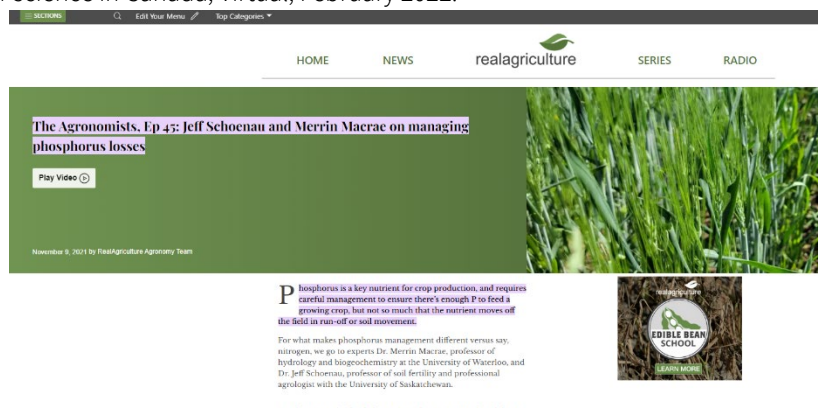 science in Canada, virtual, February 2022.
SECTIONS Edit Your Menu Top Categories
HOME NEWS realagriculture SERIES RADIO
The Agronomists, Ep 45: Jeff Schoenau and Merrin Macrae on managing
phosphorus losses
Play Video
November 9, 2021 by RealAgriculture Agronomy Team
Phosphorus is a key nutrient for crop production, and requires
careful management to ensure there's enough P to feed a
growing crop, but not so much that the nutrient moves off
the field in run-off or soil movement.
For what makes phosphorus management different versus say,
nitrogen, we go to experts Dr. Merrin Macrae, professor of
hydrology and biogeochemistry at the University of Waterloo, and
Dr. Jeff Schoenau, professor of soil fertility and professional
agrologist with the University of Saskatchewan.
realagriculture
EDIBLE BEAN
SCHOOL
LEARN MORE